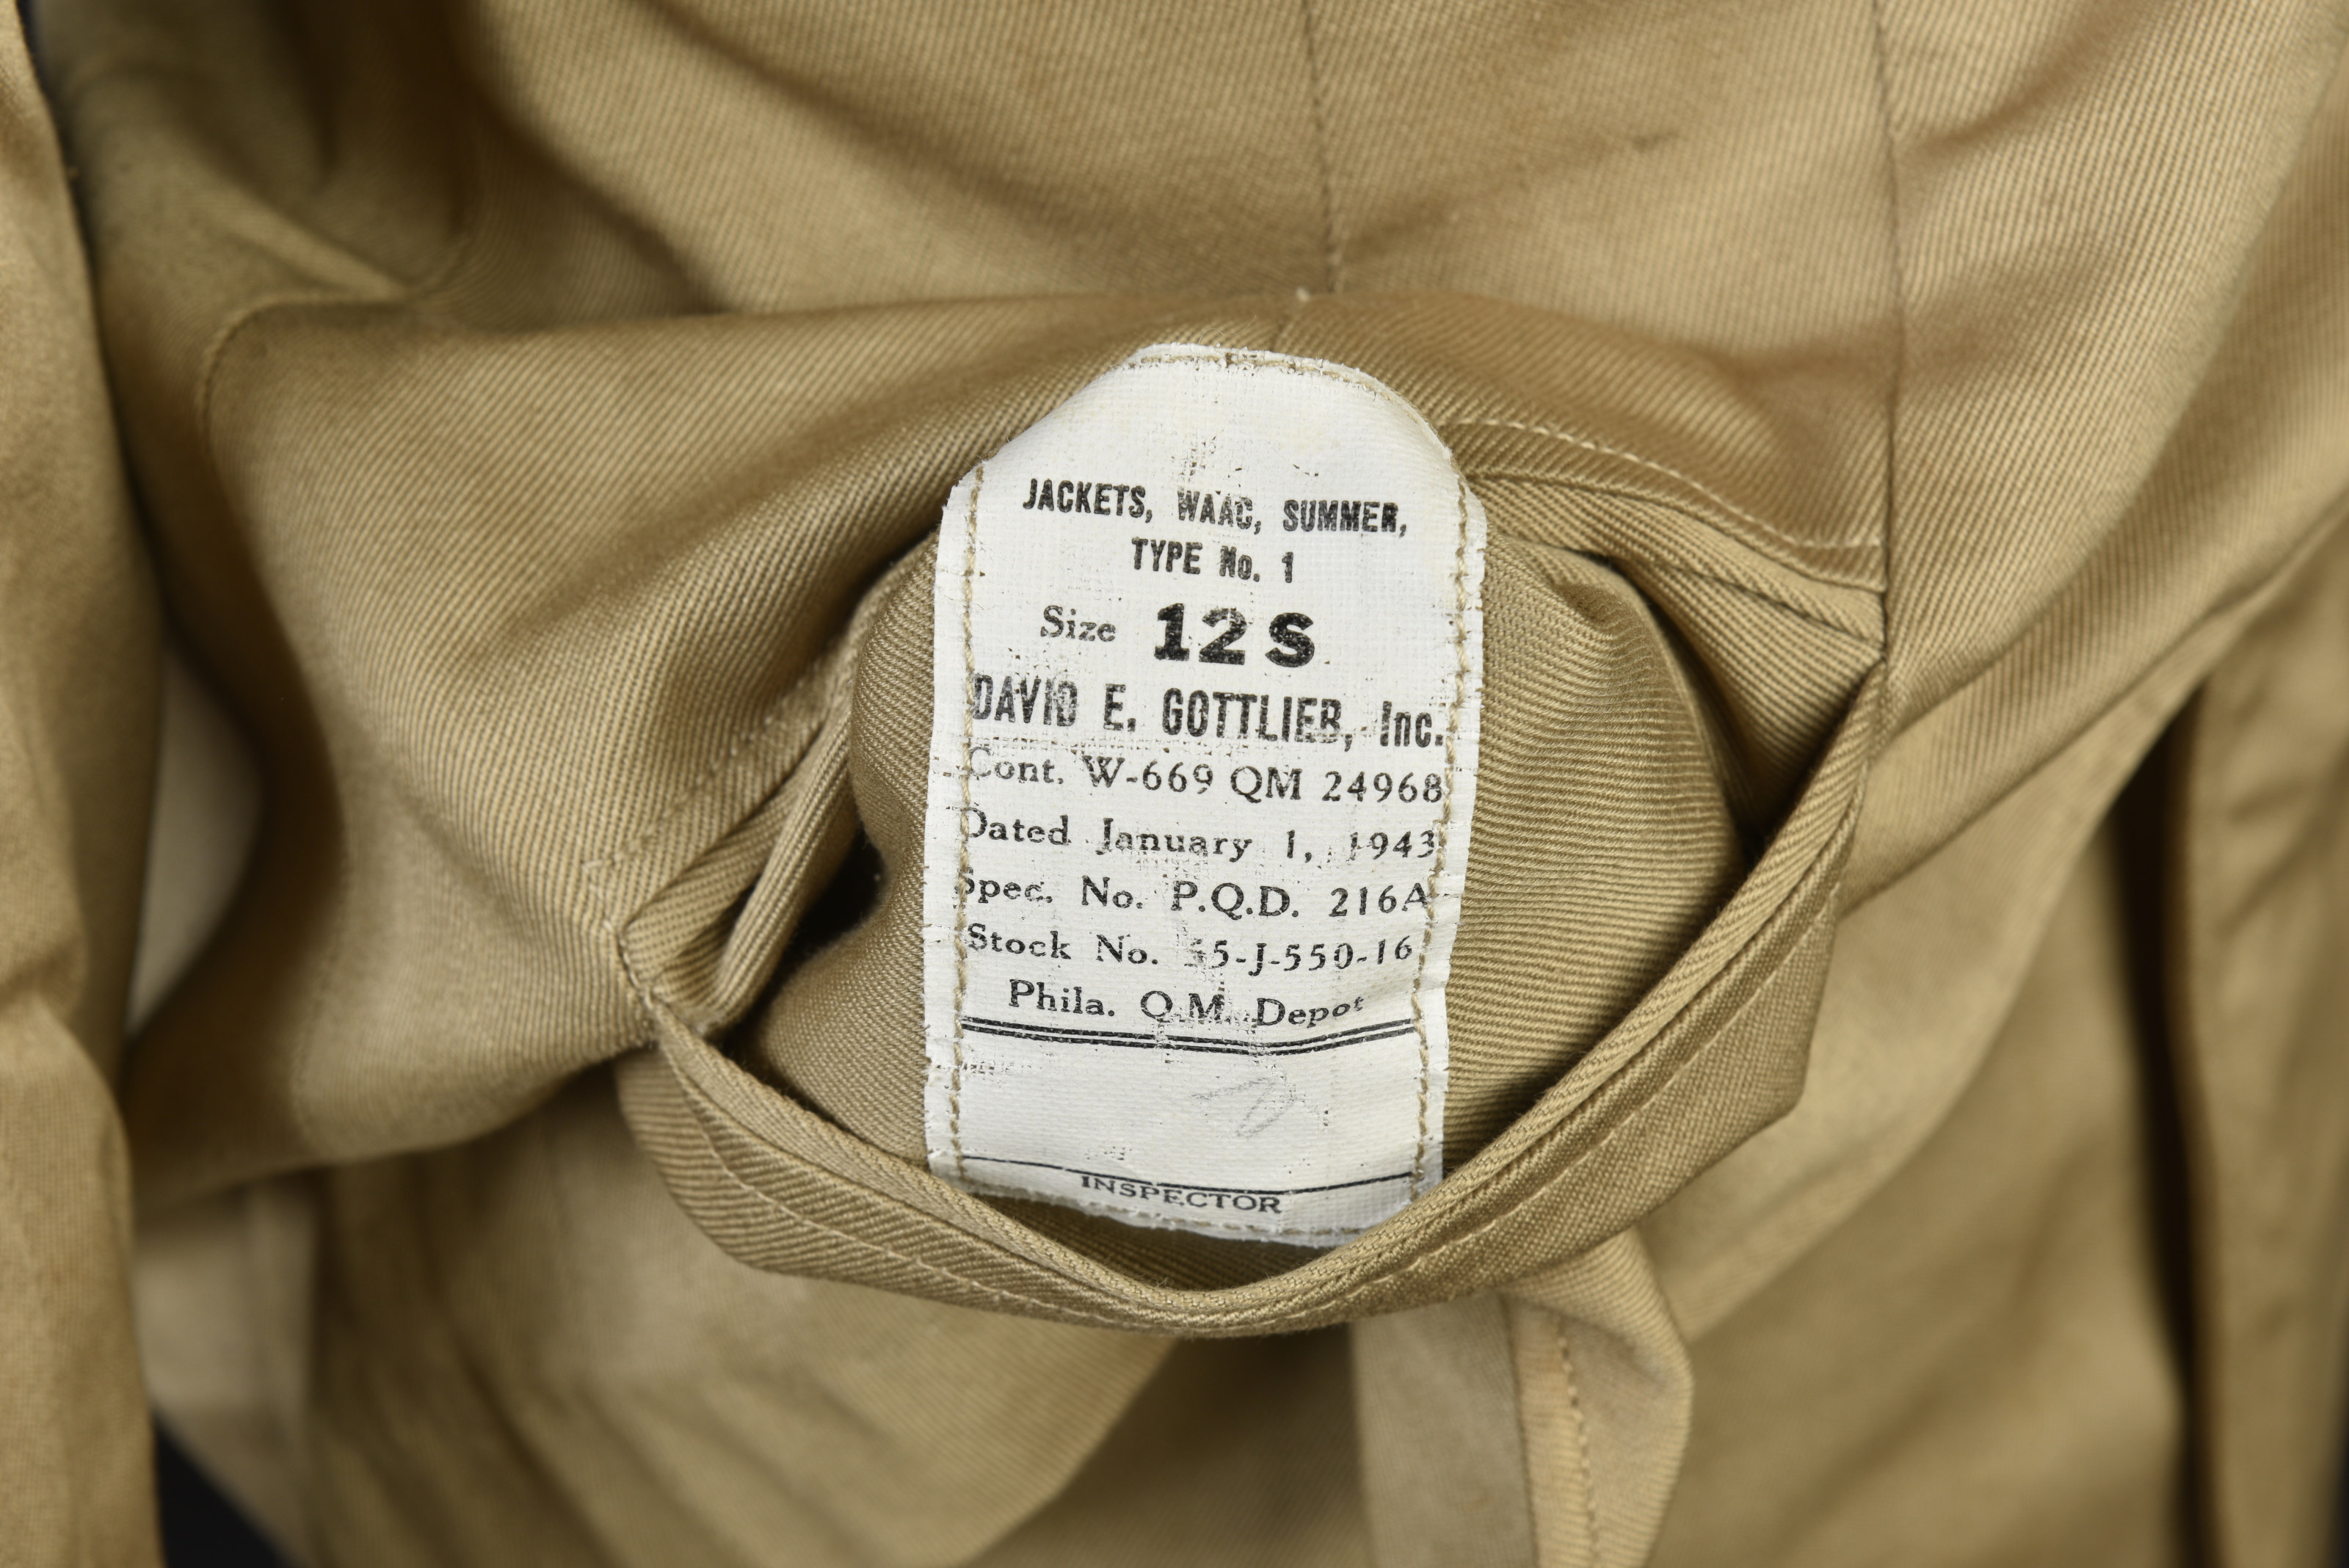 JACKETS, WAAC, SUMMER,
TYPE No. 1
Size 12S
DAVID E. GOTTLIEB, Inc.
Cont. W-669 QM 24968
Dated January 1, 1943
Spec. No. P.Q.D. 216A
Stock No. 55-J-550-16
Phila. Q.M. Depot
INSPECTOR